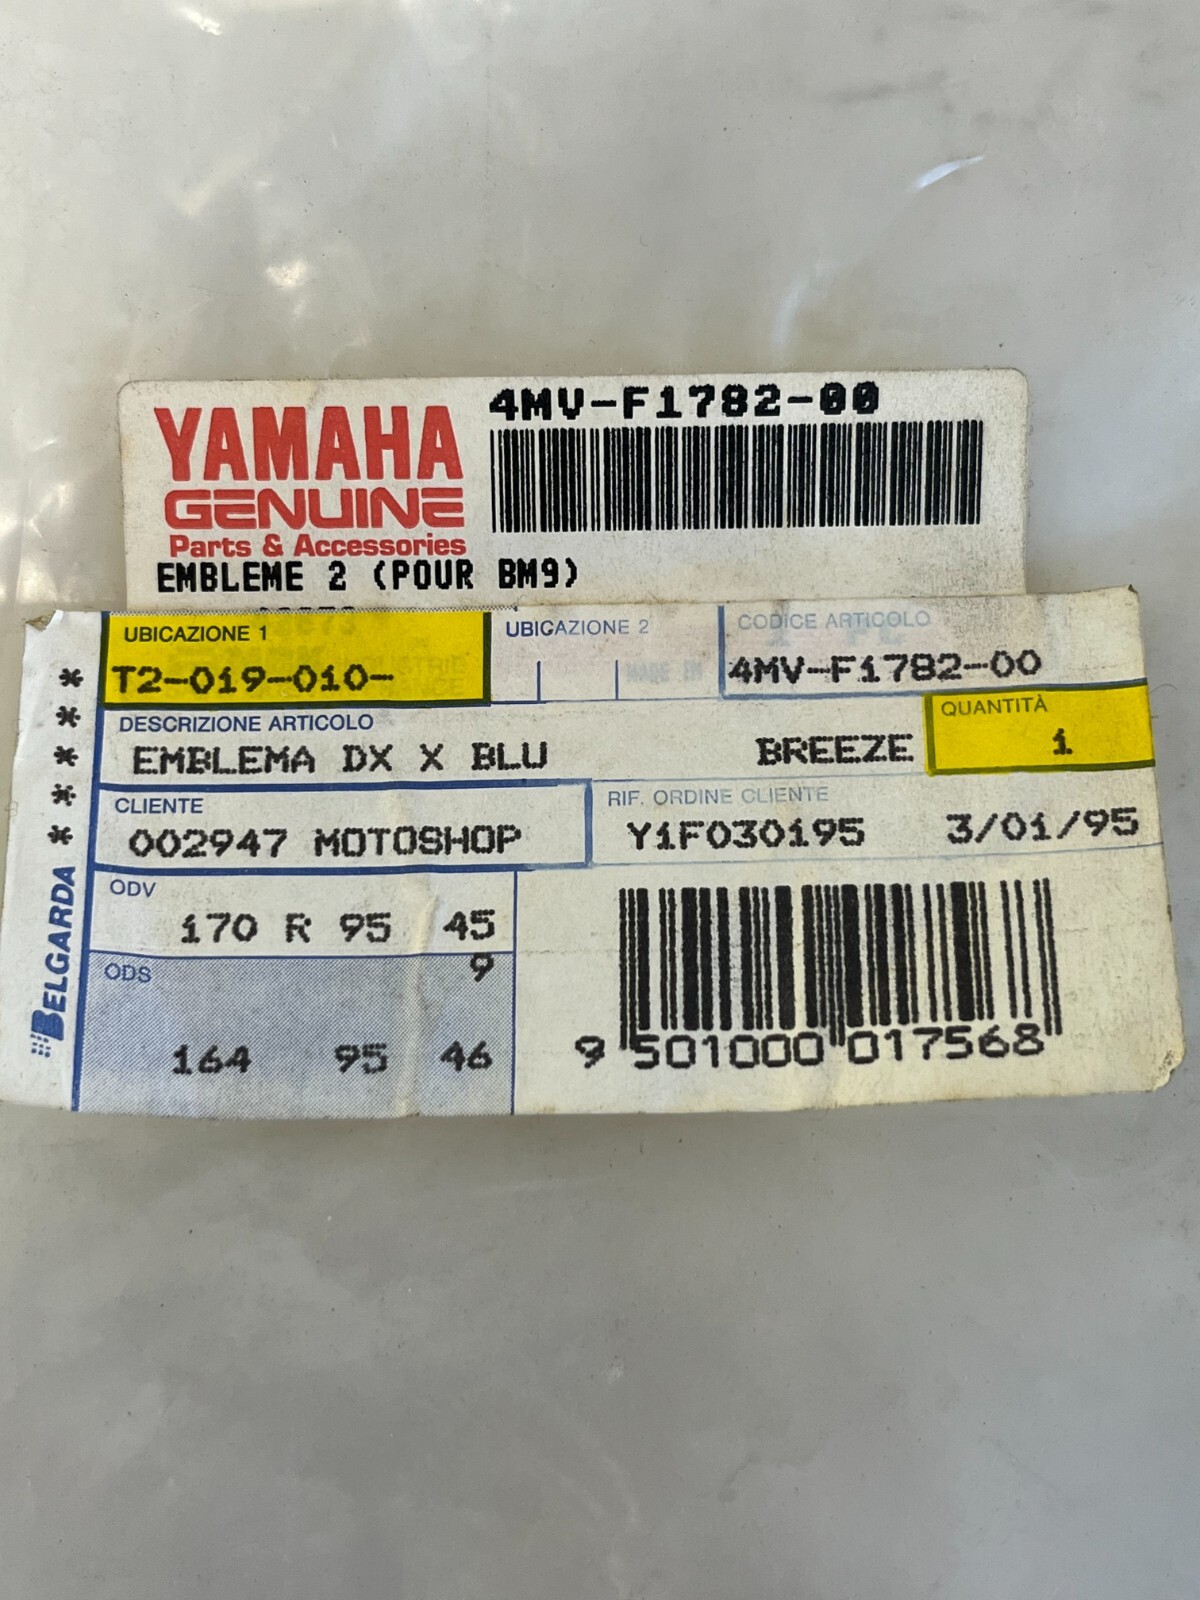 4MV-F1782-00
YAMAHA
GENUINE
Parts & Accessories
EMBLEME 2 (POUR BM9)
UBICAZIONE 1
UBICAZIONE 2
CODICE ARTICOLO
T2-019-010-
4MV-F1782-00
MADE IN
DESCRIZIONE ARTICOLO
QUANTITÀ
EMBLEMA DX X BLU BREEZE
1
CLIENTE
RIF. ORDINE CLIENTE
002947 MOTOSHOP
Y1F030195 3/01/95
ODV
170 R 95 45
ODS
9
164 95 46
9 501000 017568
* * * * *
BELGARDA